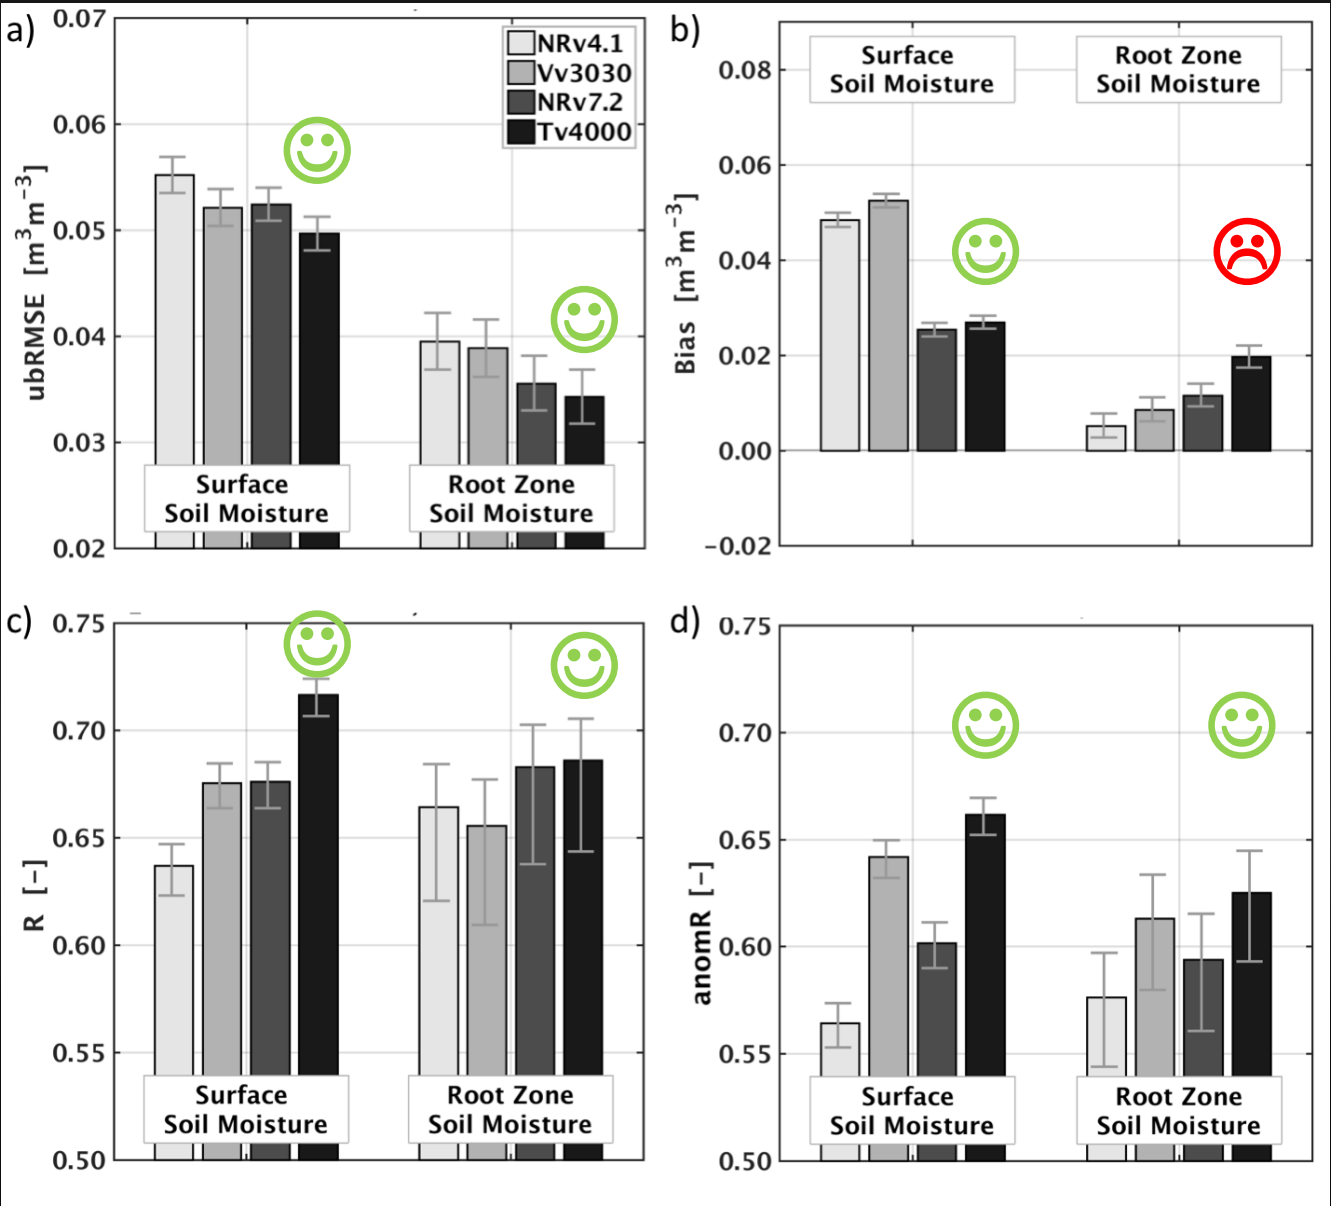 a)
0.07
0.06
0.05
0.04
0.03
0.02
ubRMSE [m³m⁻³]
NRv4.1
Vv3030
NRv7.2
Tv4000
Surface
Soil Moisture
Root Zone
Soil Moisture
b)
0.08
0.06
0.04
0.02
0.00
−0.02
Bias [m³m⁻³]
Surface
Soil Moisture
Root Zone
Soil Moisture
c)
0.75
0.70
0.65
0.60
0.55
0.50
R [−]
Surface
Soil Moisture
Root Zone
Soil Moisture
d)
0.75
0.70
0.65
0.60
0.55
0.50
anomR [−]
Surface
Soil Moisture
Root Zone
Soil Moisture